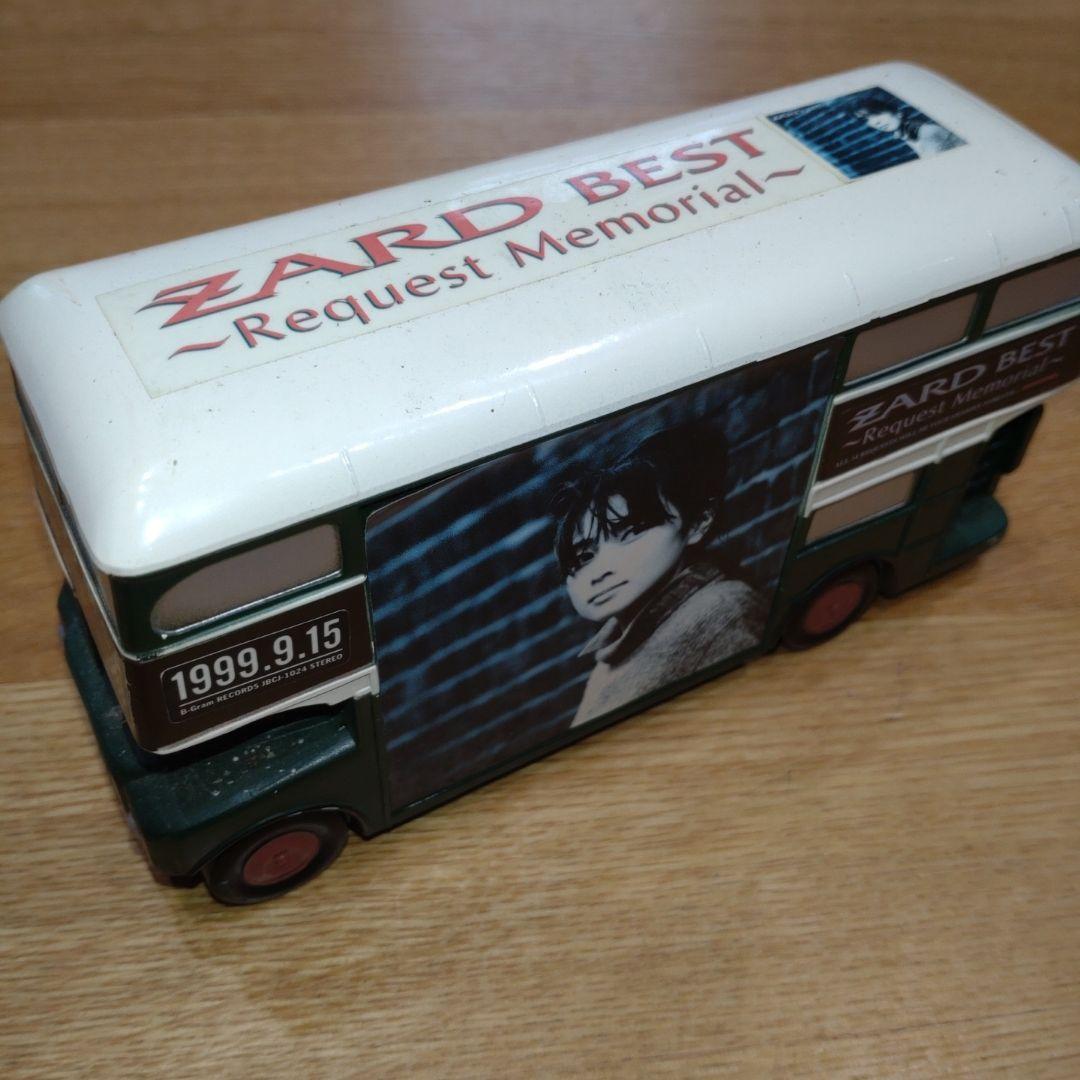 ZARD BEST
~Request Memorial~
1999.9.15
B-Gram RECORDS JBCJ-1024 STEREO
ZARD BEST
~Request Memorial~